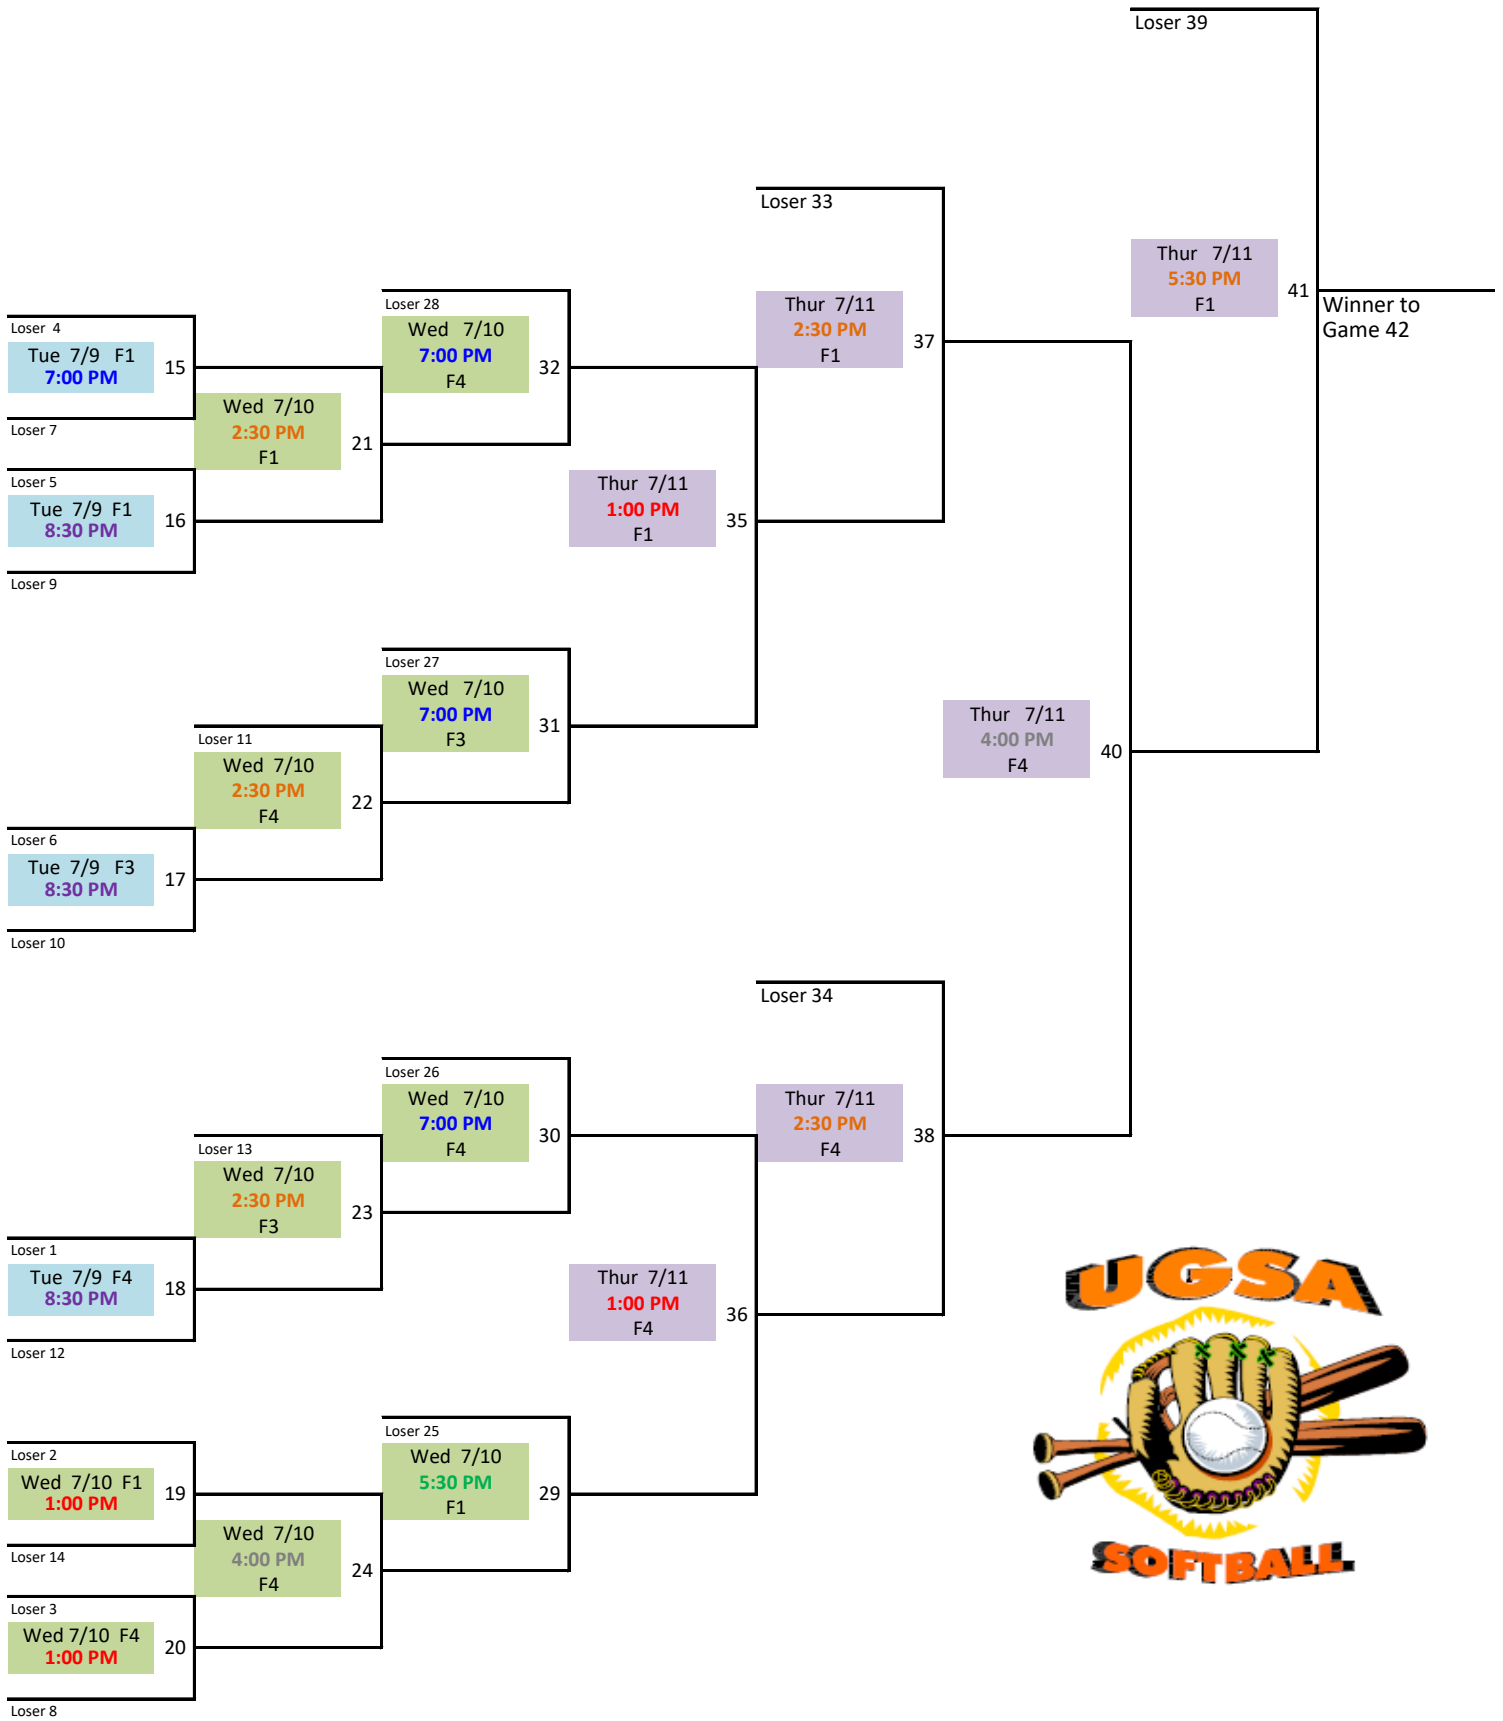 Loser 39
Loser 33
Thur 7/11
5:30 PM
F1
41
Winner to
Game 42
Loser 28
Wed 7/10
7:00 PM
F4
32
Thur 7/11
2:30 PM
F1
37
Loser 4
Tue 7/9 F1
7:00 PM
15
Loser 7
Wed 7/10
2:30 PM
F1
21
Loser 5
Tue 7/9 F1
8:30 PM
16
Loser 9
Thur 7/11
1:00 PM
F1
35
Loser 27
Wed 7/10
7:00 PM
F3
31
Loser 11
Wed 7/10
2:30 PM
F4
22
Thur 7/11
4:00 PM
F4
40
Loser 6
Tue 7/9 F3
8:30 PM
17
Loser 10
Loser 34
Loser 26
Wed 7/10
7:00 PM
F4
30
Thur 7/11
2:30 PM
F4
38
Loser 13
Wed 7/10
2:30 PM
F3
23
Loser 1
Tue 7/9 F4
8:30 PM
18
Loser 12
Thur 7/11
1:00 PM
F4
36
UGSA
Loser 25
Wed 7/10
5:30 PM
F1
29
Loser 2
Wed 7/10 F1
1:00 PM
19
Loser 14
Wed 7/10
4:00 PM
F4
24
SOFTBALL
Loser 3
Wed 7/10 F4
1:00 PM
20
Loser 8